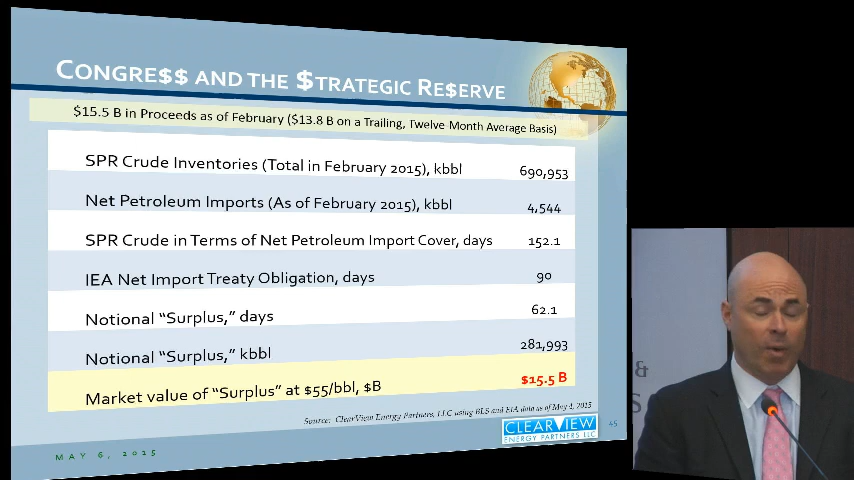 CONGRE$$ AND THE $TRATEGIC RE$ERVE
$15.5 B in Proceeds as of February ($13.8 B on a Trailing, Twelve Month Average Basis)
SPR Crude Inventories (Total in February 2015), kbbl 690,953
Net Petroleum Imports (As of February 2015), kbbl 4,544
SPR Crude in Terms of Net Petroleum Import Cover, days 152.1
IEA Net Import Treaty Obligation, days 90
Notional “Surplus,” days 62.1
Notional “Surplus,” kbbl 281,993
Market value of “Surplus” at $55/bbl, $B $15.5 B
Source: ClearView Energy Partners, LLC using BLS and EIA data as of May 4, 2015
CLEARVIEW
ENERGY PARTNERS LLC
45
MAY 6, 2015
&
S